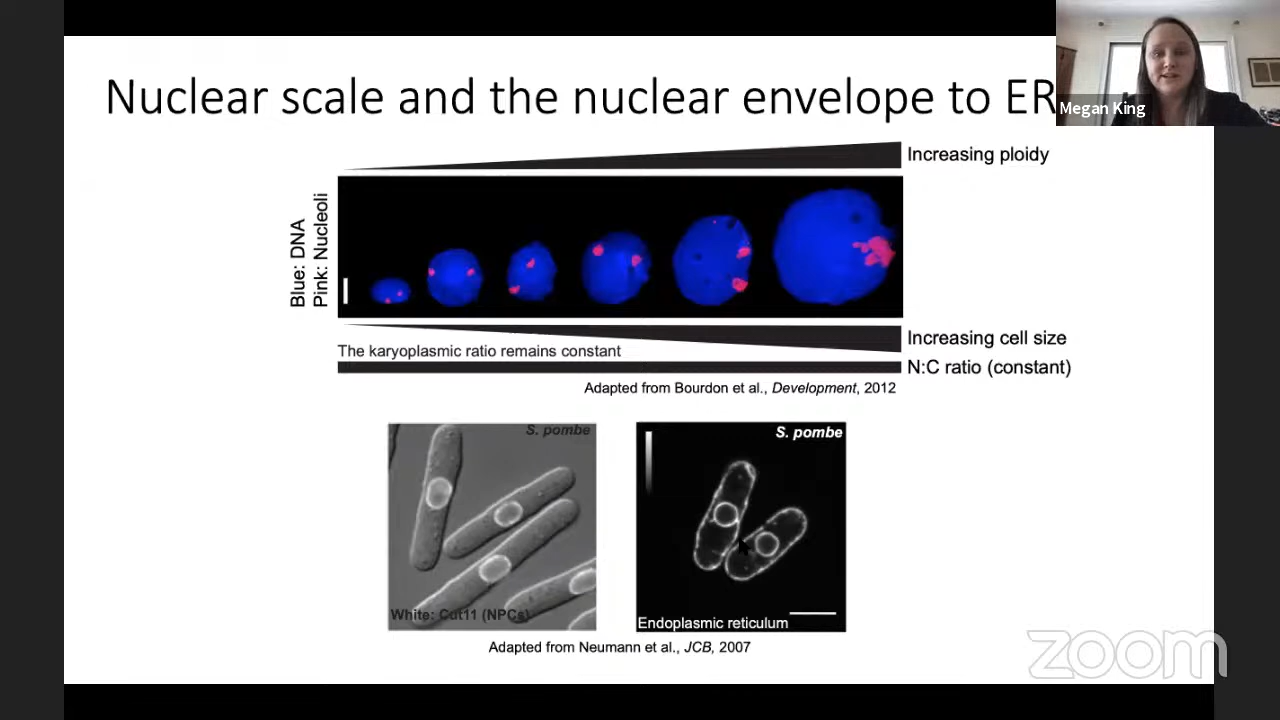 Nuclear scale and the nuclear envelope to ER
Megan King
Increasing ploidy
Blue: DNA
Pink: Nucleoli
Increasing cell size
The karyoplasmic ratio remains constant
N:C ratio (constant)
Adapted from Bourdon et al., Development, 2012
S. pombe
S. pombe
White: Cut11 (NPCs)
Endoplasmic reticulum
Adapted from Neumann et al., JCB, 2007
zoom